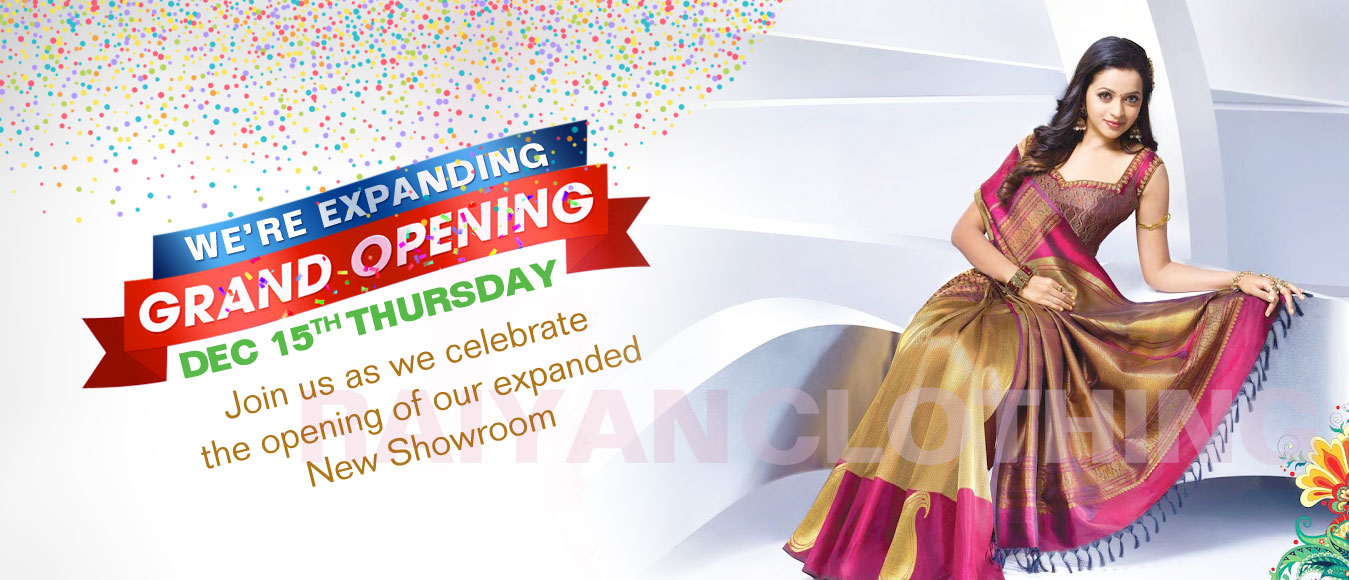 WE'RE EXPANDING
GRAND OPENING
DEC 15TH THURSDAY
Join us as we celebrate
the opening of our expanded
New Showroom
RAIYANCLOTHING